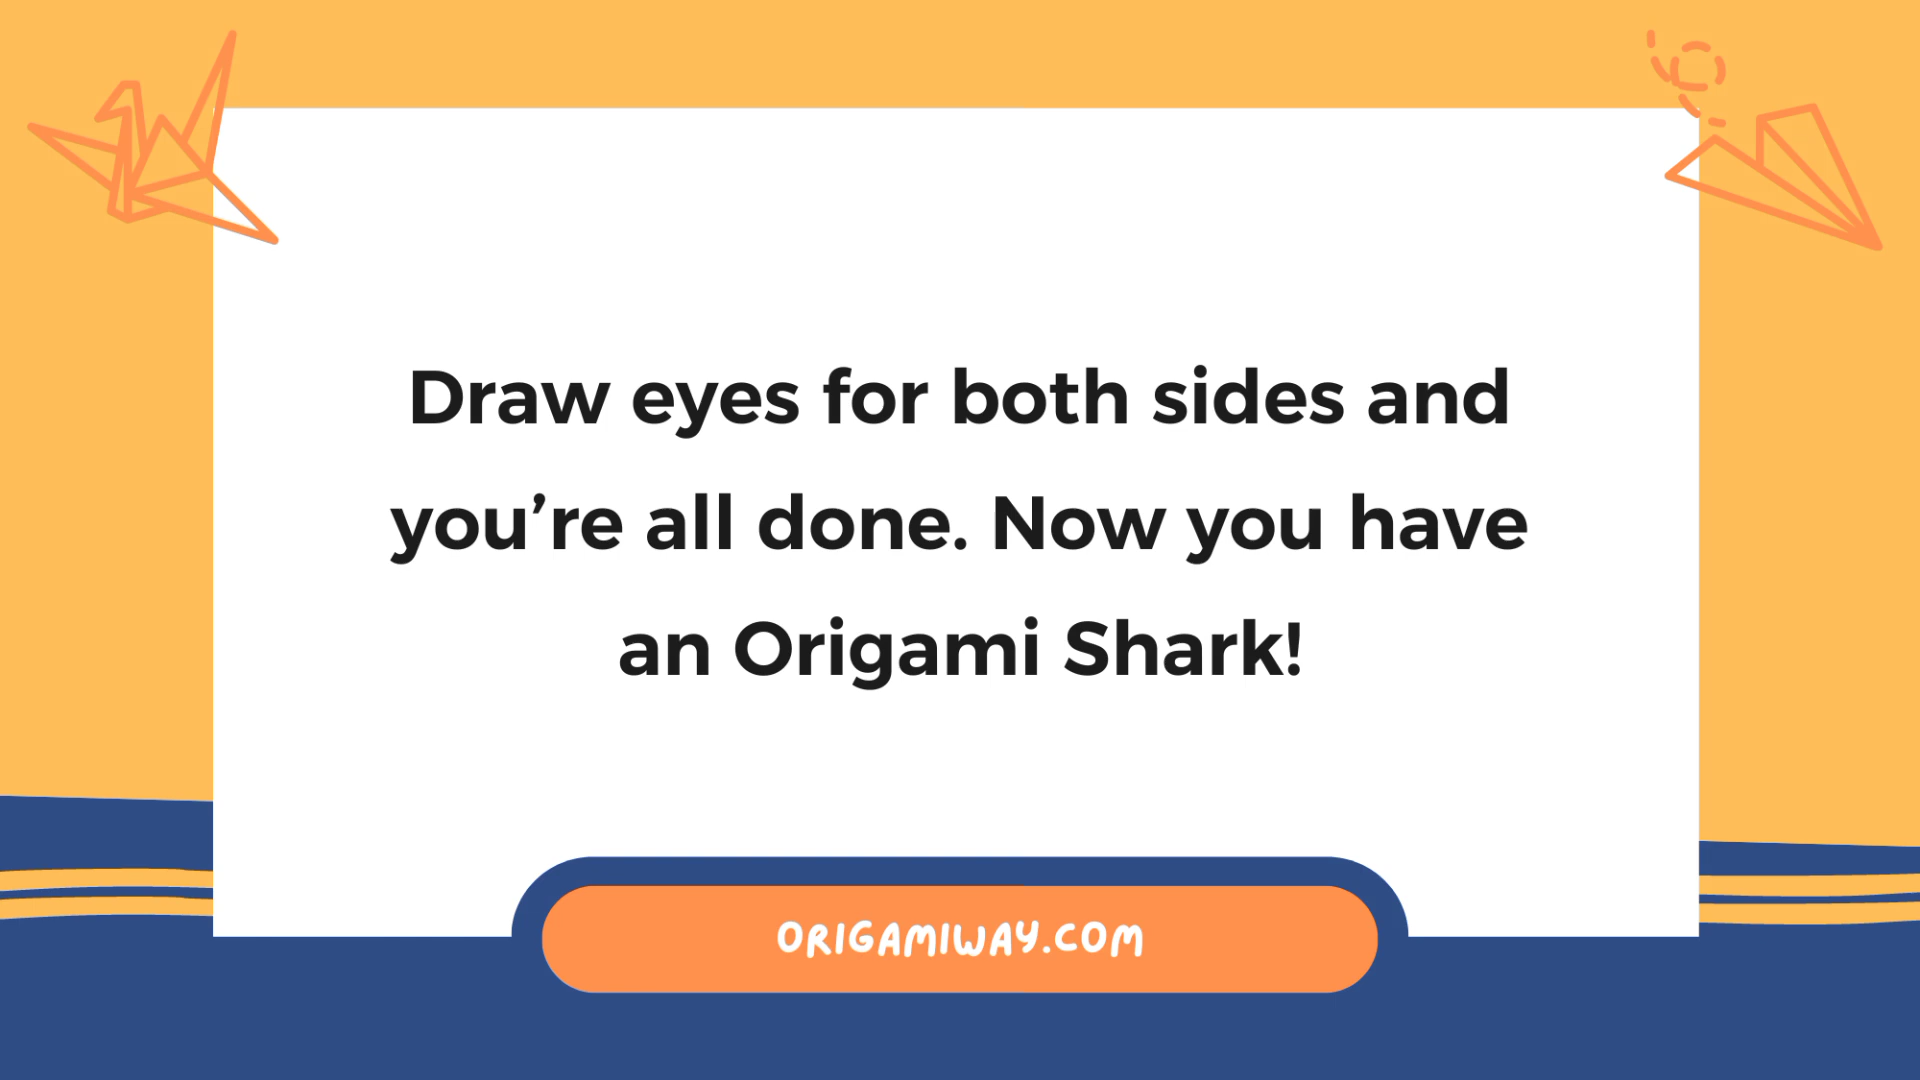 Draw eyes for both sides and
you’re all done. Now you have
an Origami Shark!
ORIGAMIWAY.COM